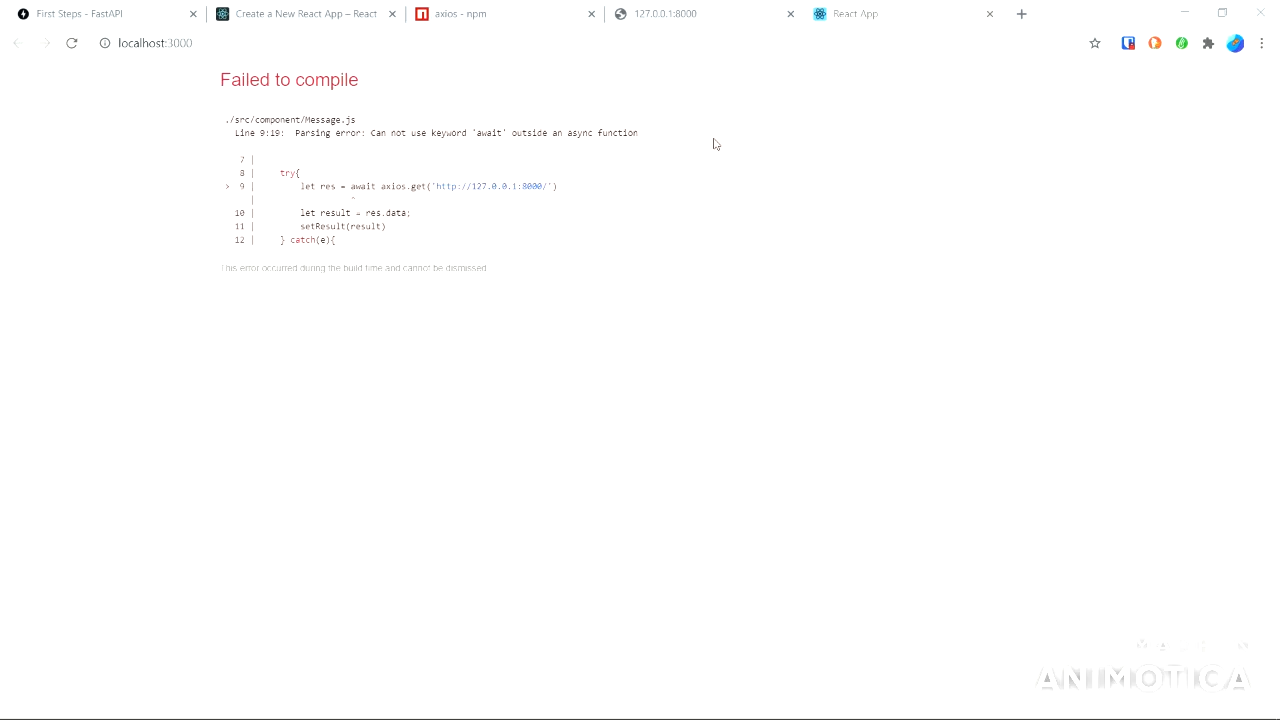 First Steps - FastAPI
Create a New React App – React
axios - npm
127.0.0.1:8000
React App
localhost:3000
Failed to compile
./src/component/Message.js
Line 9:19:  Parsing error: Can not use keyword 'await' outside an async function
7 |
8 |     try{
> 9 |         let res = await axios.get('http://127.0.0.1:8000/')
|                   ^
10 |         let result = res.data;
11 |         setResult(result)
12 |     } catch(e){
This error occurred during the build time and cannot be dismissed.
ANIMOTICA